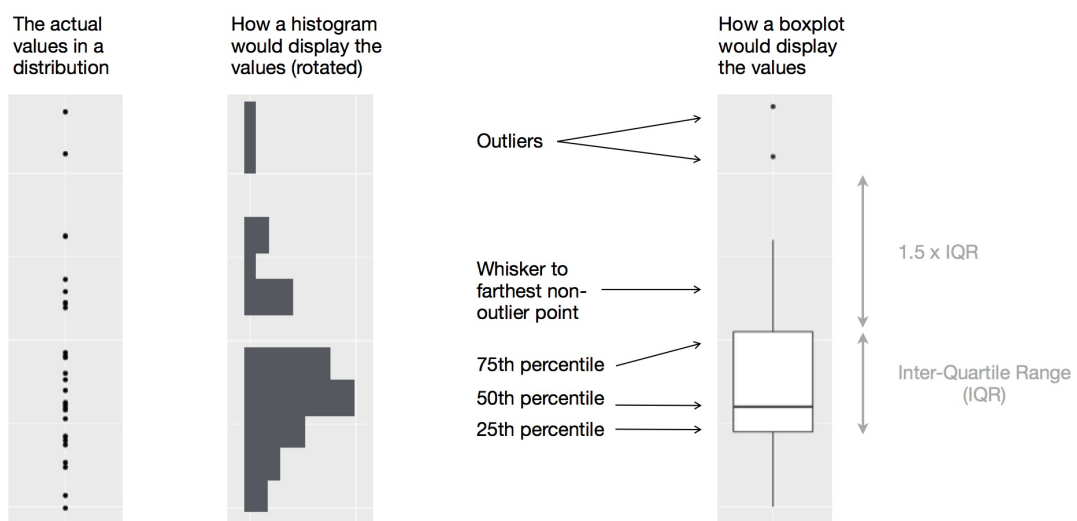 The actual
values in a
distribution
How a histogram
would display the
values (rotated)
How a boxplot
would display
the values
Outliers
1.5 x IQR
Whisker to
farthest non-
outlier point
75th percentile
50th percentile
25th percentile
Inter-Quartile Range
(IQR)